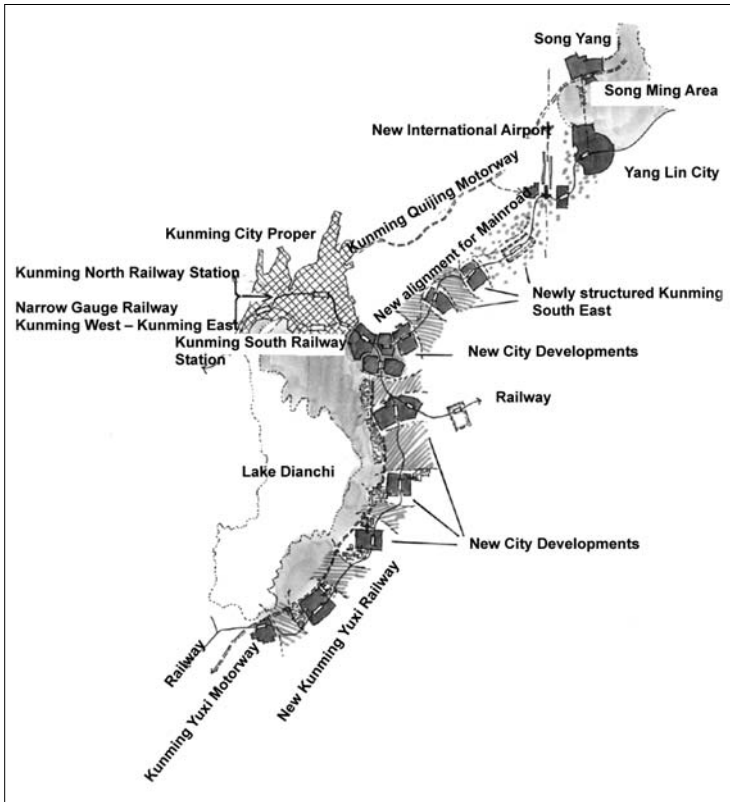 Song Yang
Song Ming Area
New International Airport
Yang Lin City
Kunming Quijing Motorway
Kunming City Proper
New alignment for Mainroad
Kunming North Railway Station
Newly structured Kunming
South East
Narrow Gauge Railway
Kunming West – Kunming East
Kunming South Railway
Station
New City Developments
Railway
Lake Dianchi
New City Developments
Railway
Kunming Yuxi Motorway
New Kunming Yuxi Railway